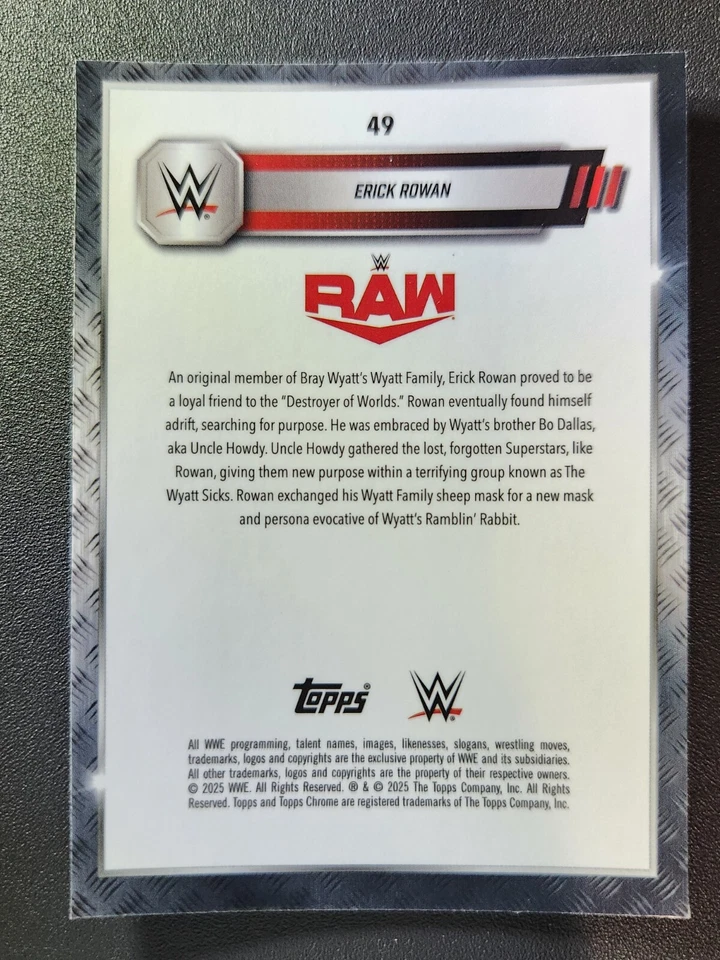 49
W
ERICK ROWAN
W
RAW
An original member of Bray Wyatt's Wyatt Family, Erick Rowan proved to be
a loyal friend to the "Destroyer of Worlds." Rowan eventually found himself
adrift, searching for purpose. He was embraced by Wyatt's brother Bo Dallas,
aka Uncle Howdy. Uncle Howdy gathered the lost, forgotten Superstars, like
Rowan, giving them new purpose within a terrifying group known as The
Wyatt Sicks. Rowan exchanged his Wyatt Family sheep mask for a new mask
and persona evocative of Wyatt's Ramblin' Rabbit.
Topps® W®
All WWE programming, talent names, images, likenesses, slogans, wrestling moves,
trademarks, logos and copyrights are the exclusive property of WWE and its subsidiaries.
All other trademarks, logos and copyrights are the property of their respective owners.
© 2025 WWE. All Rights Reserved. ® & © 2025 The Topps Company, Inc. All Rights
Reserved. Topps and Topps Chrome are registered trademarks of The Topps Company, Inc.